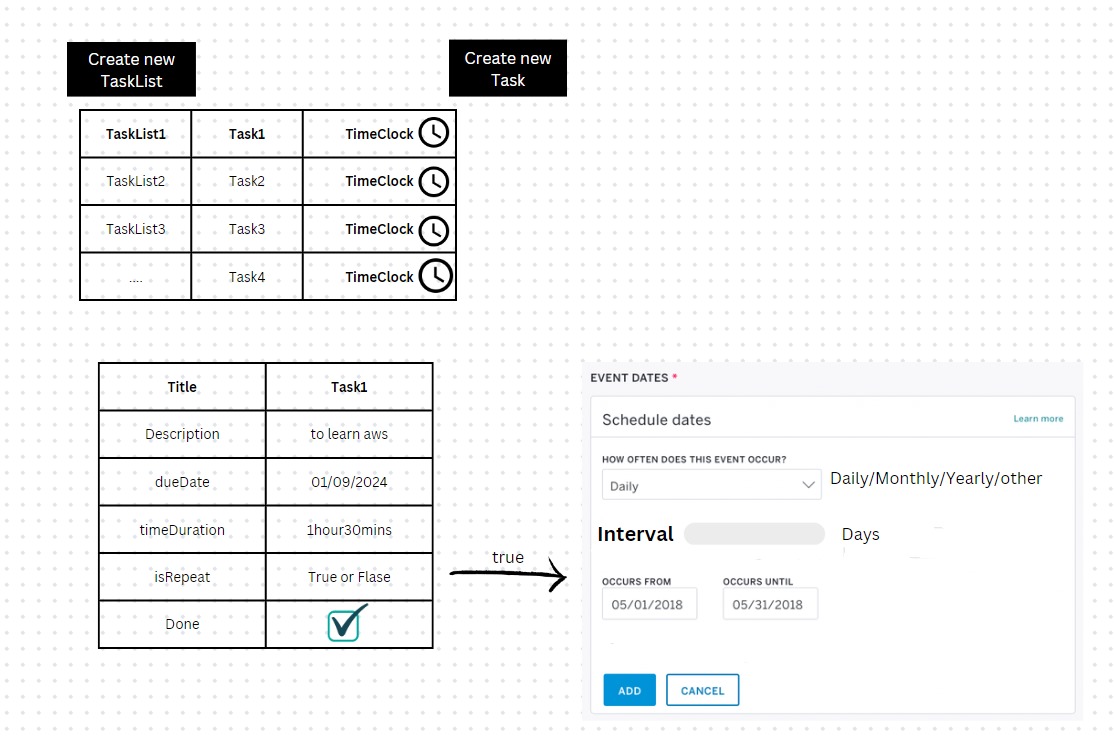 Create new
TaskList
Create new
Task
TaskList1 Task1 TimeClock
TaskList2 Task2 TimeClock
TaskList3 Task3 TimeClock
.... Task4 TimeClock
Title Task1
Description to learn aws
dueDate 01/09/2024
timeDuration 1hour30mins
isRepeat True or Flase
Done
true
EVENT DATES *
Schedule dates Learn more
HOW OFTEN DOES THIS EVENT OCCUR?
Daily Daily/Monthly/Yearly/other
Interval Days
OCCURS FROM OCCURS UNTIL
05/01/2018 05/31/2018
ADD CANCEL